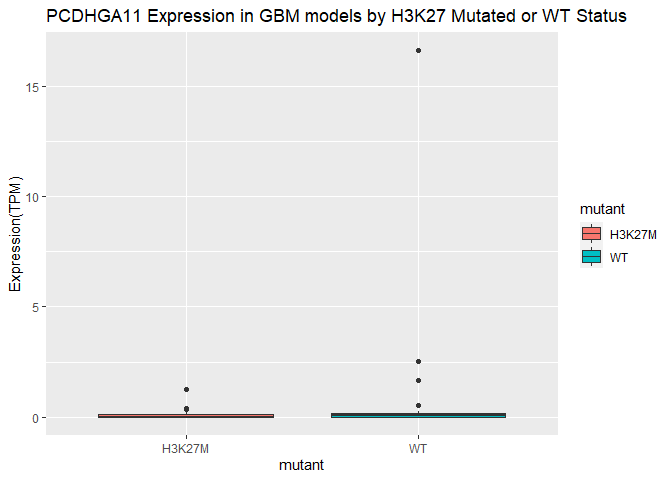 PCDHGA11 Expression in GBM models by H3K27 Mutated or WT Status
Expression(TPM)
15
10
5
0
H3K27M
WT
mutant
mutant
H3K27M
WT